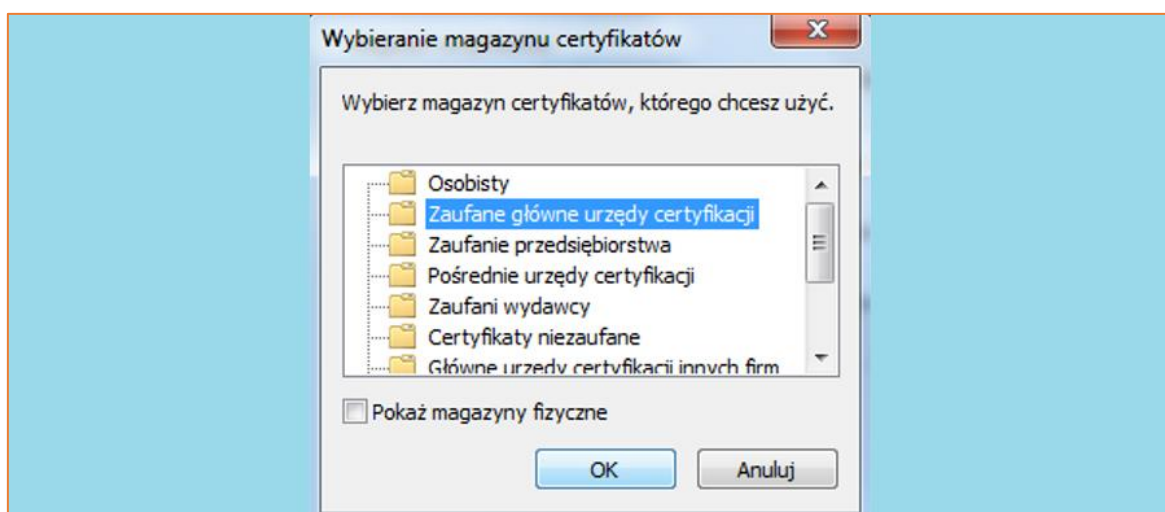 Wybieranie magazynu certyfikatów
Wybierz magazyn certyfikatów, którego chcesz użyć.
Osobisty
Zaufane główne urzędy certyfikacji
Zaufanie przedsiębiorstwa
Pośrednie urzędy certyfikacji
Zaufani wydawcy
Certyfikaty niezaufane
Główne urzędy certyfikacji innych firm
Pokaż magazyny fizyczne
OK Anuluj